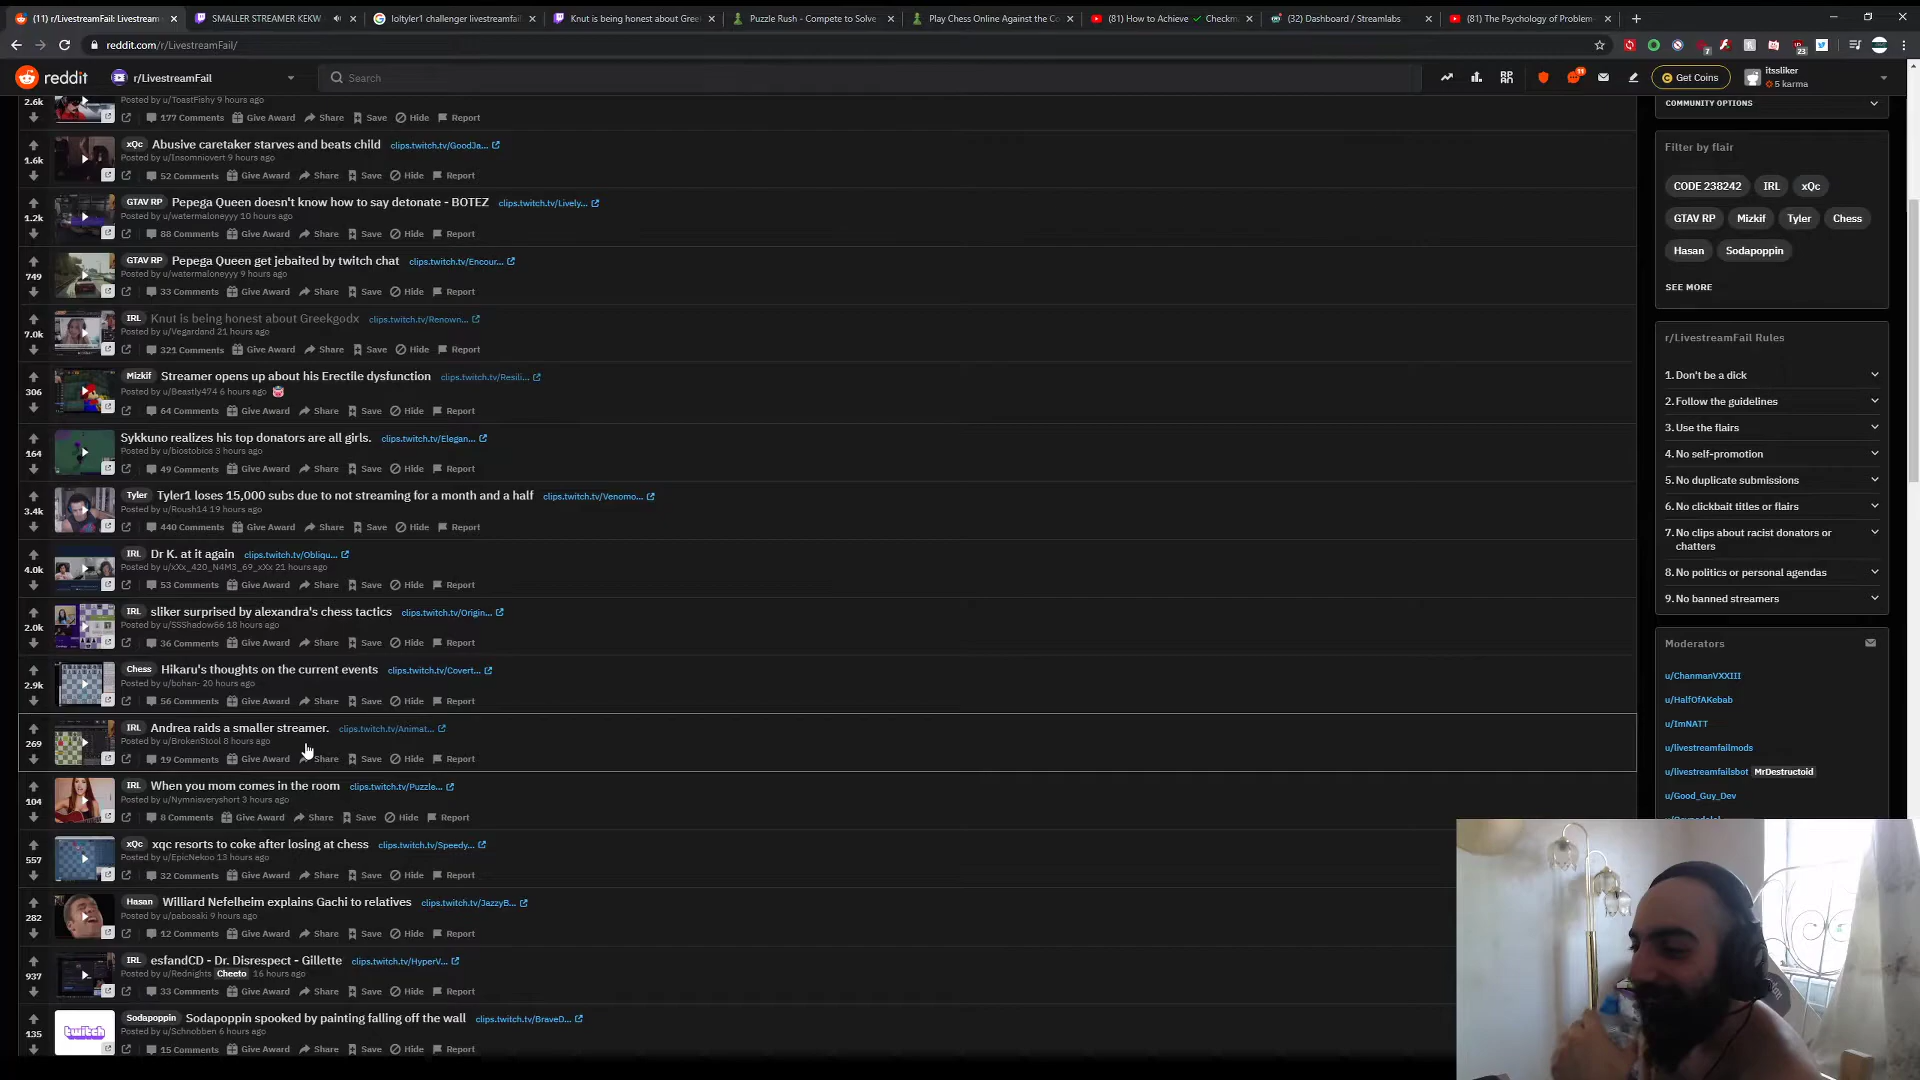 (11) r/LivestreamFail: Livestream
SMALLER STREAMER KEKW
loltyler1 challenger livestreamfail
Knut is being honest about Gree
Puzzle Rush - Compete to Solve
Play Chess Online Against the Co
(81) How to Achieve ✓ Checkm
(32) Dashboard / Streamlabs
(81) The Psychology of Problem
reddit.com/r/LivestreamFail/
reddit
r/LivestreamFail
Search
Get Coins
itssliker
5 karma
2.6k
Posted by u/ToastFishy 9 hours ago
177 Comments Give Award Share Save Hide Report
xQc Abusive caretaker starves and beats child clips.twitch.tv/GoodJa...
1.6k
Posted by u/Insomniovert 9 hours ago
52 Comments Give Award Share Save Hide Report
GTAV RP Pepega Queen doesn't know how to say detonate - BOTEZ clips.twitch.tv/Lively...
1.2k
Posted by u/watermaloneyyy 10 hours ago
88 Comments Give Award Share Save Hide Report
GTAV RP Pepega Queen get jebaited by twitch chat clips.twitch.tv/Encour...
749
Posted by u/watermaloneyyy 9 hours ago
33 Comments Give Award Share Save Hide Report
IRL Knut is being honest about Greekgodx clips.twitch.tv/Renown...
7.0k
Posted by u/Vegardand 21 hours ago
321 Comments Give Award Share Save Hide Report
Mizkif Streamer opens up about his Erectile dysfunction clips.twitch.tv/Resili...
306
Posted by u/Beastly474 6 hours ago
64 Comments Give Award Share Save Hide Report
Sykkuno realizes his top donators are all girls. clips.twitch.tv/Elegan...
164
Posted by u/biostobios 3 hours ago
49 Comments Give Award Share Save Hide Report
Tyler Tyler1 loses 15,000 subs due to not streaming for a month and a half clips.twitch.tv/Venomo...
3.4k
Posted by u/Roush14 19 hours ago
440 Comments Give Award Share Save Hide Report
IRL Dr K. at it again clips.twitch.tv/Obliqu...
4.0k
Posted by u/xXx_420_N4M3_69_xXx 21 hours ago
53 Comments Give Award Share Save Hide Report
IRL sliker surprised by alexandra's chess tactics clips.twitch.tv/Origin...
2.0k
Posted by u/SSShadow56 18 hours ago
36 Comments Give Award Share Save Hide Report
Chess Hikaru's thoughts on the current events clips.twitch.tv/Covert...
2.9k
Posted by u/bohan- 20 hours ago
56 Comments Give Award Share Save Hide Report
IRL Andrea raids a smaller streamer. clips.twitch.tv/Animat...
269
Posted by u/BrokenStool 8 hours ago
19 Comments Give Award Share Save Hide Report
IRL When you mom comes in the room clips.twitch.tv/Puzzle...
104
Posted by u/Nymnisveryshort 3 hours ago
8 Comments Give Award Share Save Hide Report
xQc xqc resorts to coke after losing at chess clips.twitch.tv/Speedy...
557
Posted by u/EpicNekoo 13 hours ago
32 Comments Give Award Share Save Hide Report
Hasan Williard Nefelheim explains Gachi to relatives clips.twitch.tv/JazzyB...
282
Posted by u/paboaki 9 hours ago
12 Comments Give Award Share Save Hide Report
IRL esfandCD - Dr. Disrespect - Gillette clips.twitch.tv/HyperV...
937
Posted by u/Rednights Cheeto 16 hours ago
33 Comments Give Award Share Save Hide Report
twitch
Sodapoppin Sodapoppin spooked by painting falling off the wall clips.twitch.tv/BraveD...
135
Posted by u/Schnobben 6 hours ago
15 Comments Give Award Share Save Hide Report
COMMUNITY OPTIONS
Filter by flair
CODE 238242 IRL xQc
GTAV RP Mizkif Tyler Chess
Hasan Sodapoppin
SEE MORE
r/LivestreamFail Rules
1. Don't be a dick
2. Follow the guidelines
3. Use the flairs
4. No self-promotion
5. No duplicate submissions
6. No clickbait titles or flairs
7. No clips about racist donators or
chatters
8. No politics or personal agendas
9. No banned streamers
Moderators
u/ChanmanVXXIII
u/HalfOfAKebab
u/ImNATT
u/livestreamfailmods
u/livestreamfailsbot MrDestructoid
u/Good_Guy_Dev